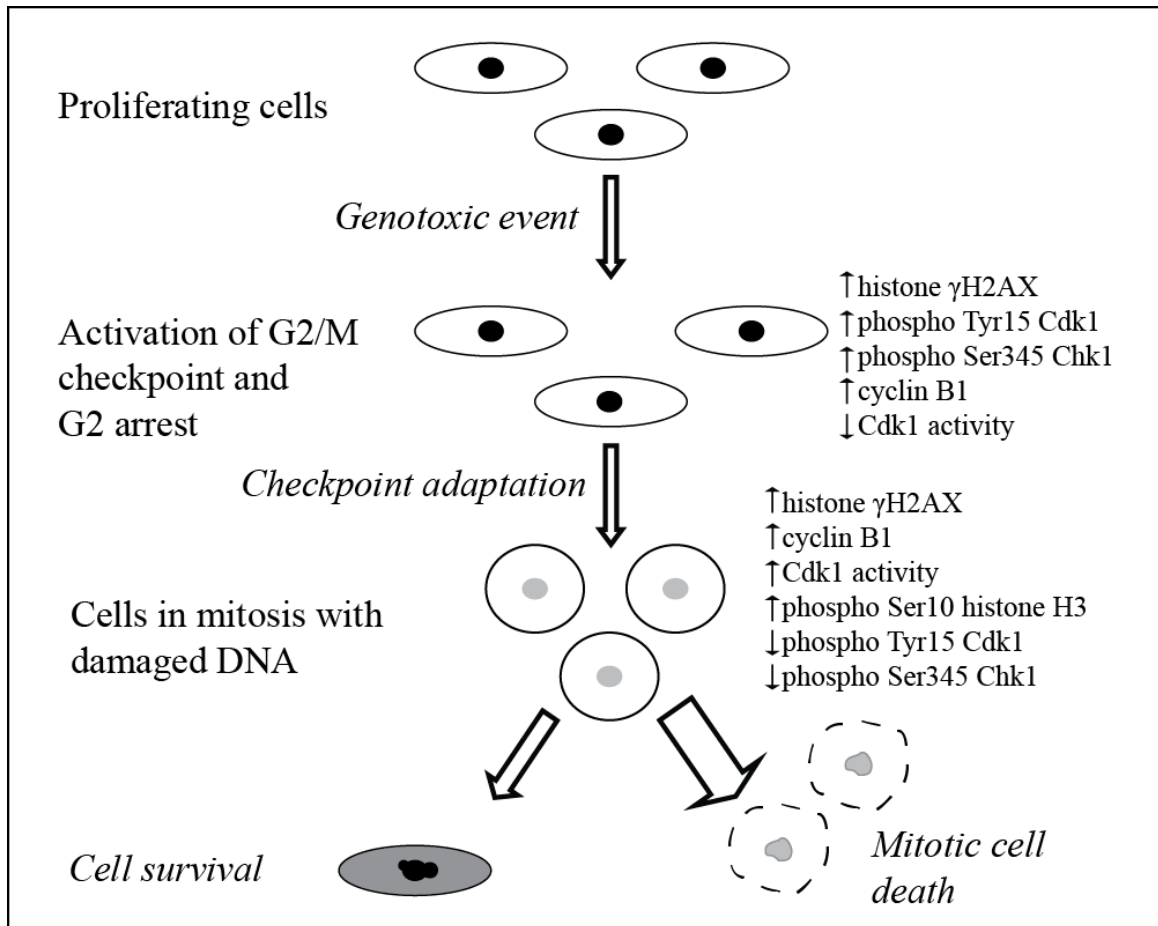 Proliferating cells
Genotoxic event
Activation of G2/M
checkpoint and
G2 arrest
↑histone γH2AX
↑phospho Tyr15 Cdk1
↑phospho Ser345 Chk1
↑cyclin B1
↓Cdk1 activity
Checkpoint adaptation
Cells in mitosis with
damaged DNA
↑histone γH2AX
↑cyclin B1
↑Cdk1 activity
↑phospho Ser10 histone H3
↓phospho Tyr15 Cdk1
↓phospho Ser345 Chk1
Cell survival
Mitotic cell
death